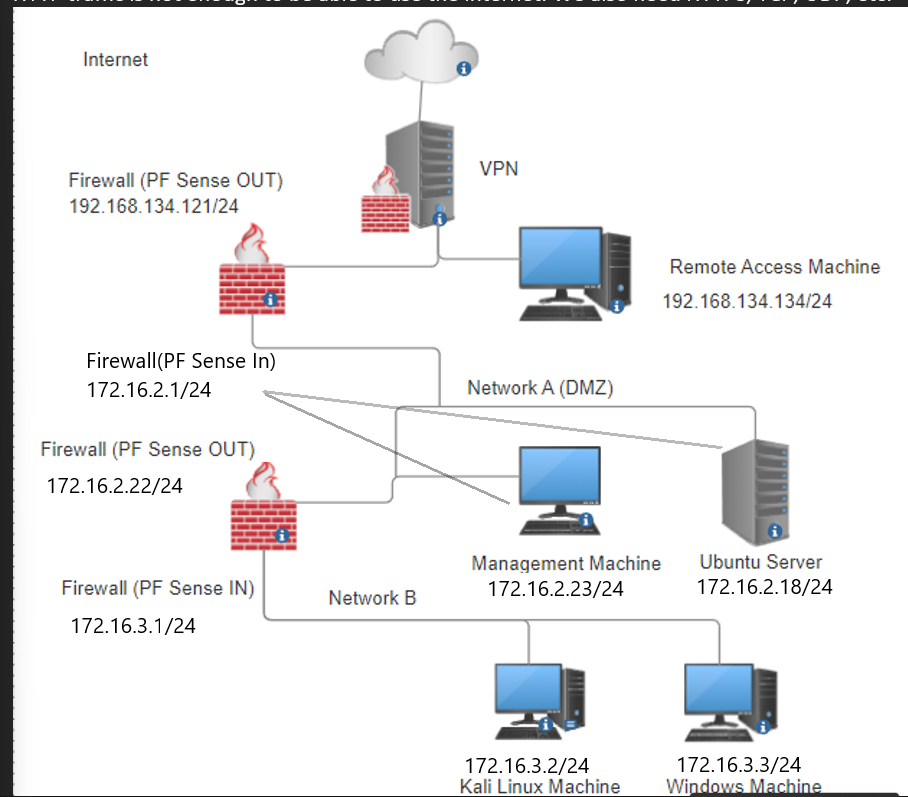 Internet
VPN
Firewall (PF Sense OUT)
192.168.134.121/24
Remote Access Machine
192.168.134.134/24
Firewall(PF Sense In)
172.16.2.1/24
Network A (DMZ)
Firewall (PF Sense OUT)
172.16.2.22/24
Management Machine
172.16.2.23/24
Ubuntu Server
172.16.2.18/24
Firewall (PF Sense IN)
172.16.3.1/24
Network B
172.16.3.2/24
Kali Linux Machine
172.16.3.3/24
Windows Machine